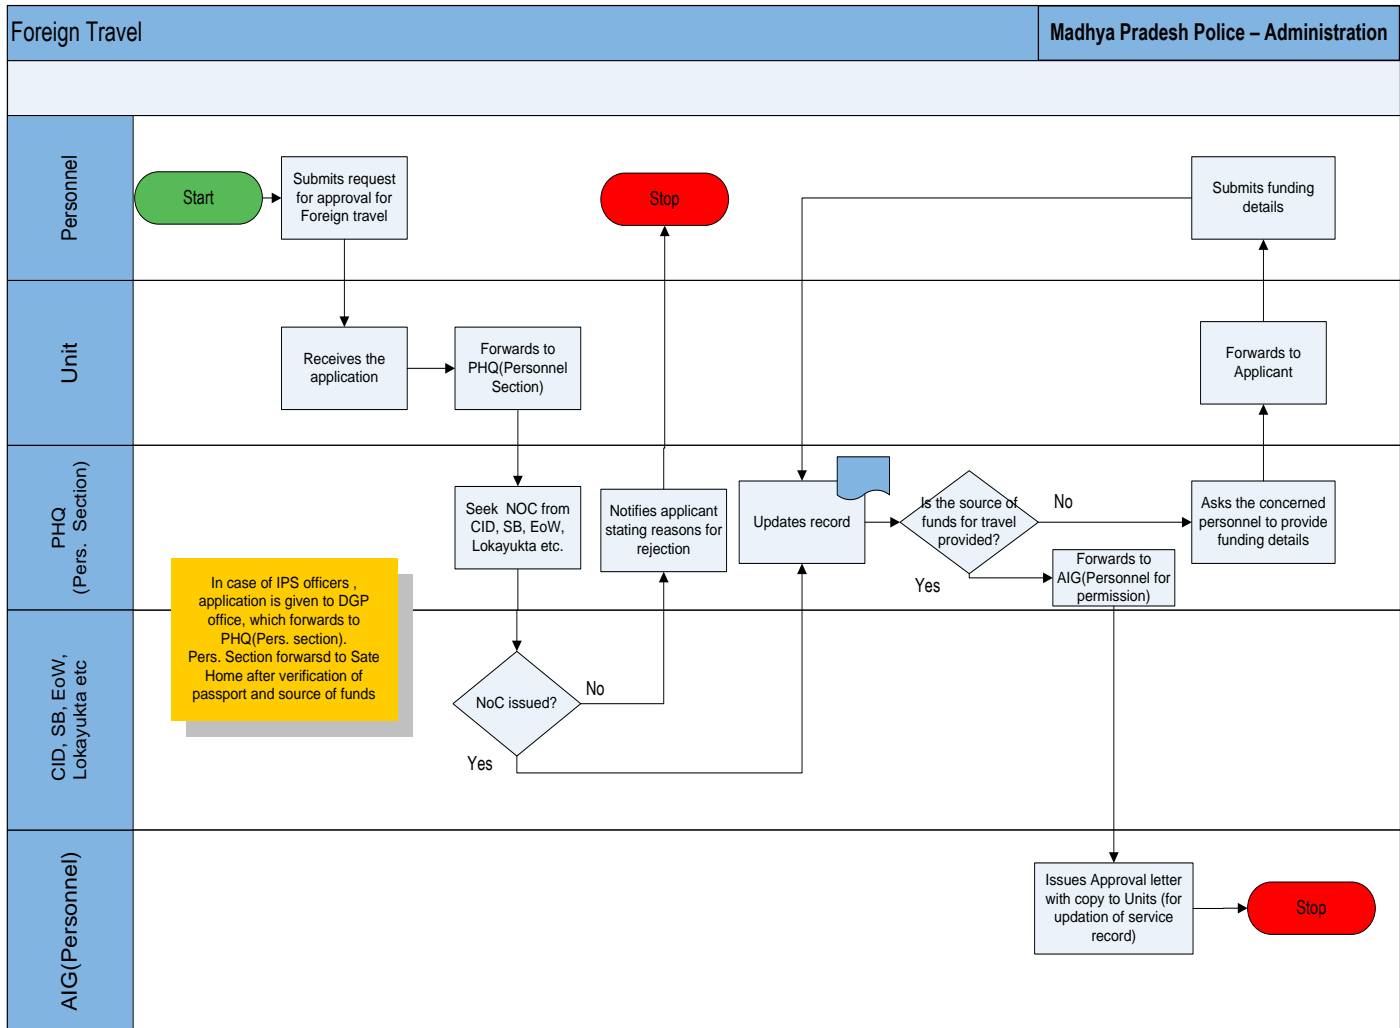 Foreign Travel
Madhya Pradesh Police – Administration
Personnel
Start
Submits request
for approval for
Foreign travel
Stop
Submits funding
details
Unit
Receives the
application
Forwards to
PHQ(Personnel
Section)
Forwards to
Applicant
PHQ
(Pers. Section)
Seek NOC from
CID, SB, EoW,
Lokayukta etc.
Notifies applicant
stating reasons for
rejection
Updates record
Is the source of
funds for travel
provided?
No
Yes
Asks the concerned
personnel to provide
funding details
Forwards to
AIG(Personnel for
permission)
In case of IPS officers ,
application is given to DGP
office, which forwards to
PHQ(Pers. section).
Pers. Section forwarsd to Sate
Home after verification of
passport and source of funds
CID, SB, EoW,
Lokayukta etc
NoC issued?
No
Yes
AIG(Personnel)
Issues Approval letter
with copy to Units (for
updation of service
record)
Stop